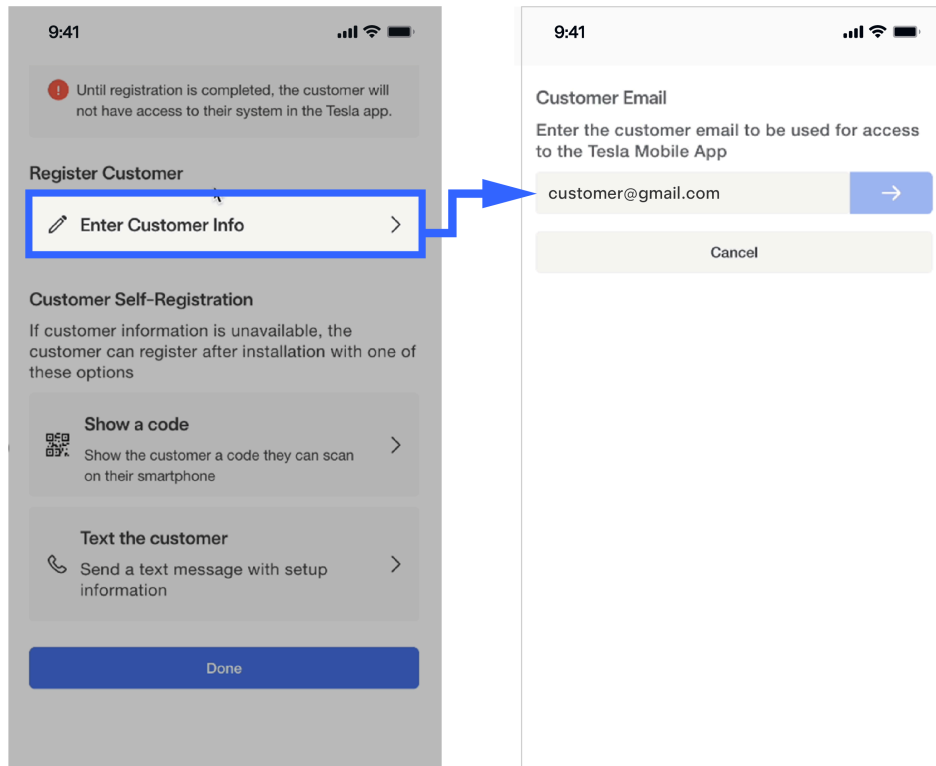 9:41
Until registration is completed, the customer will
not have access to their system in the Tesla app.
Register Customer
Enter Customer Info
Customer Self-Registration
If customer information is unavailable, the
customer can register after installation with one of
these options
Show a code
Show the customer a code they can scan
on their smartphone
Text the customer
Send a text message with setup
information
Done
9:41
Customer Email
Enter the customer email to be used for access
to the Tesla Mobile App
customer@gmail.com
Cancel